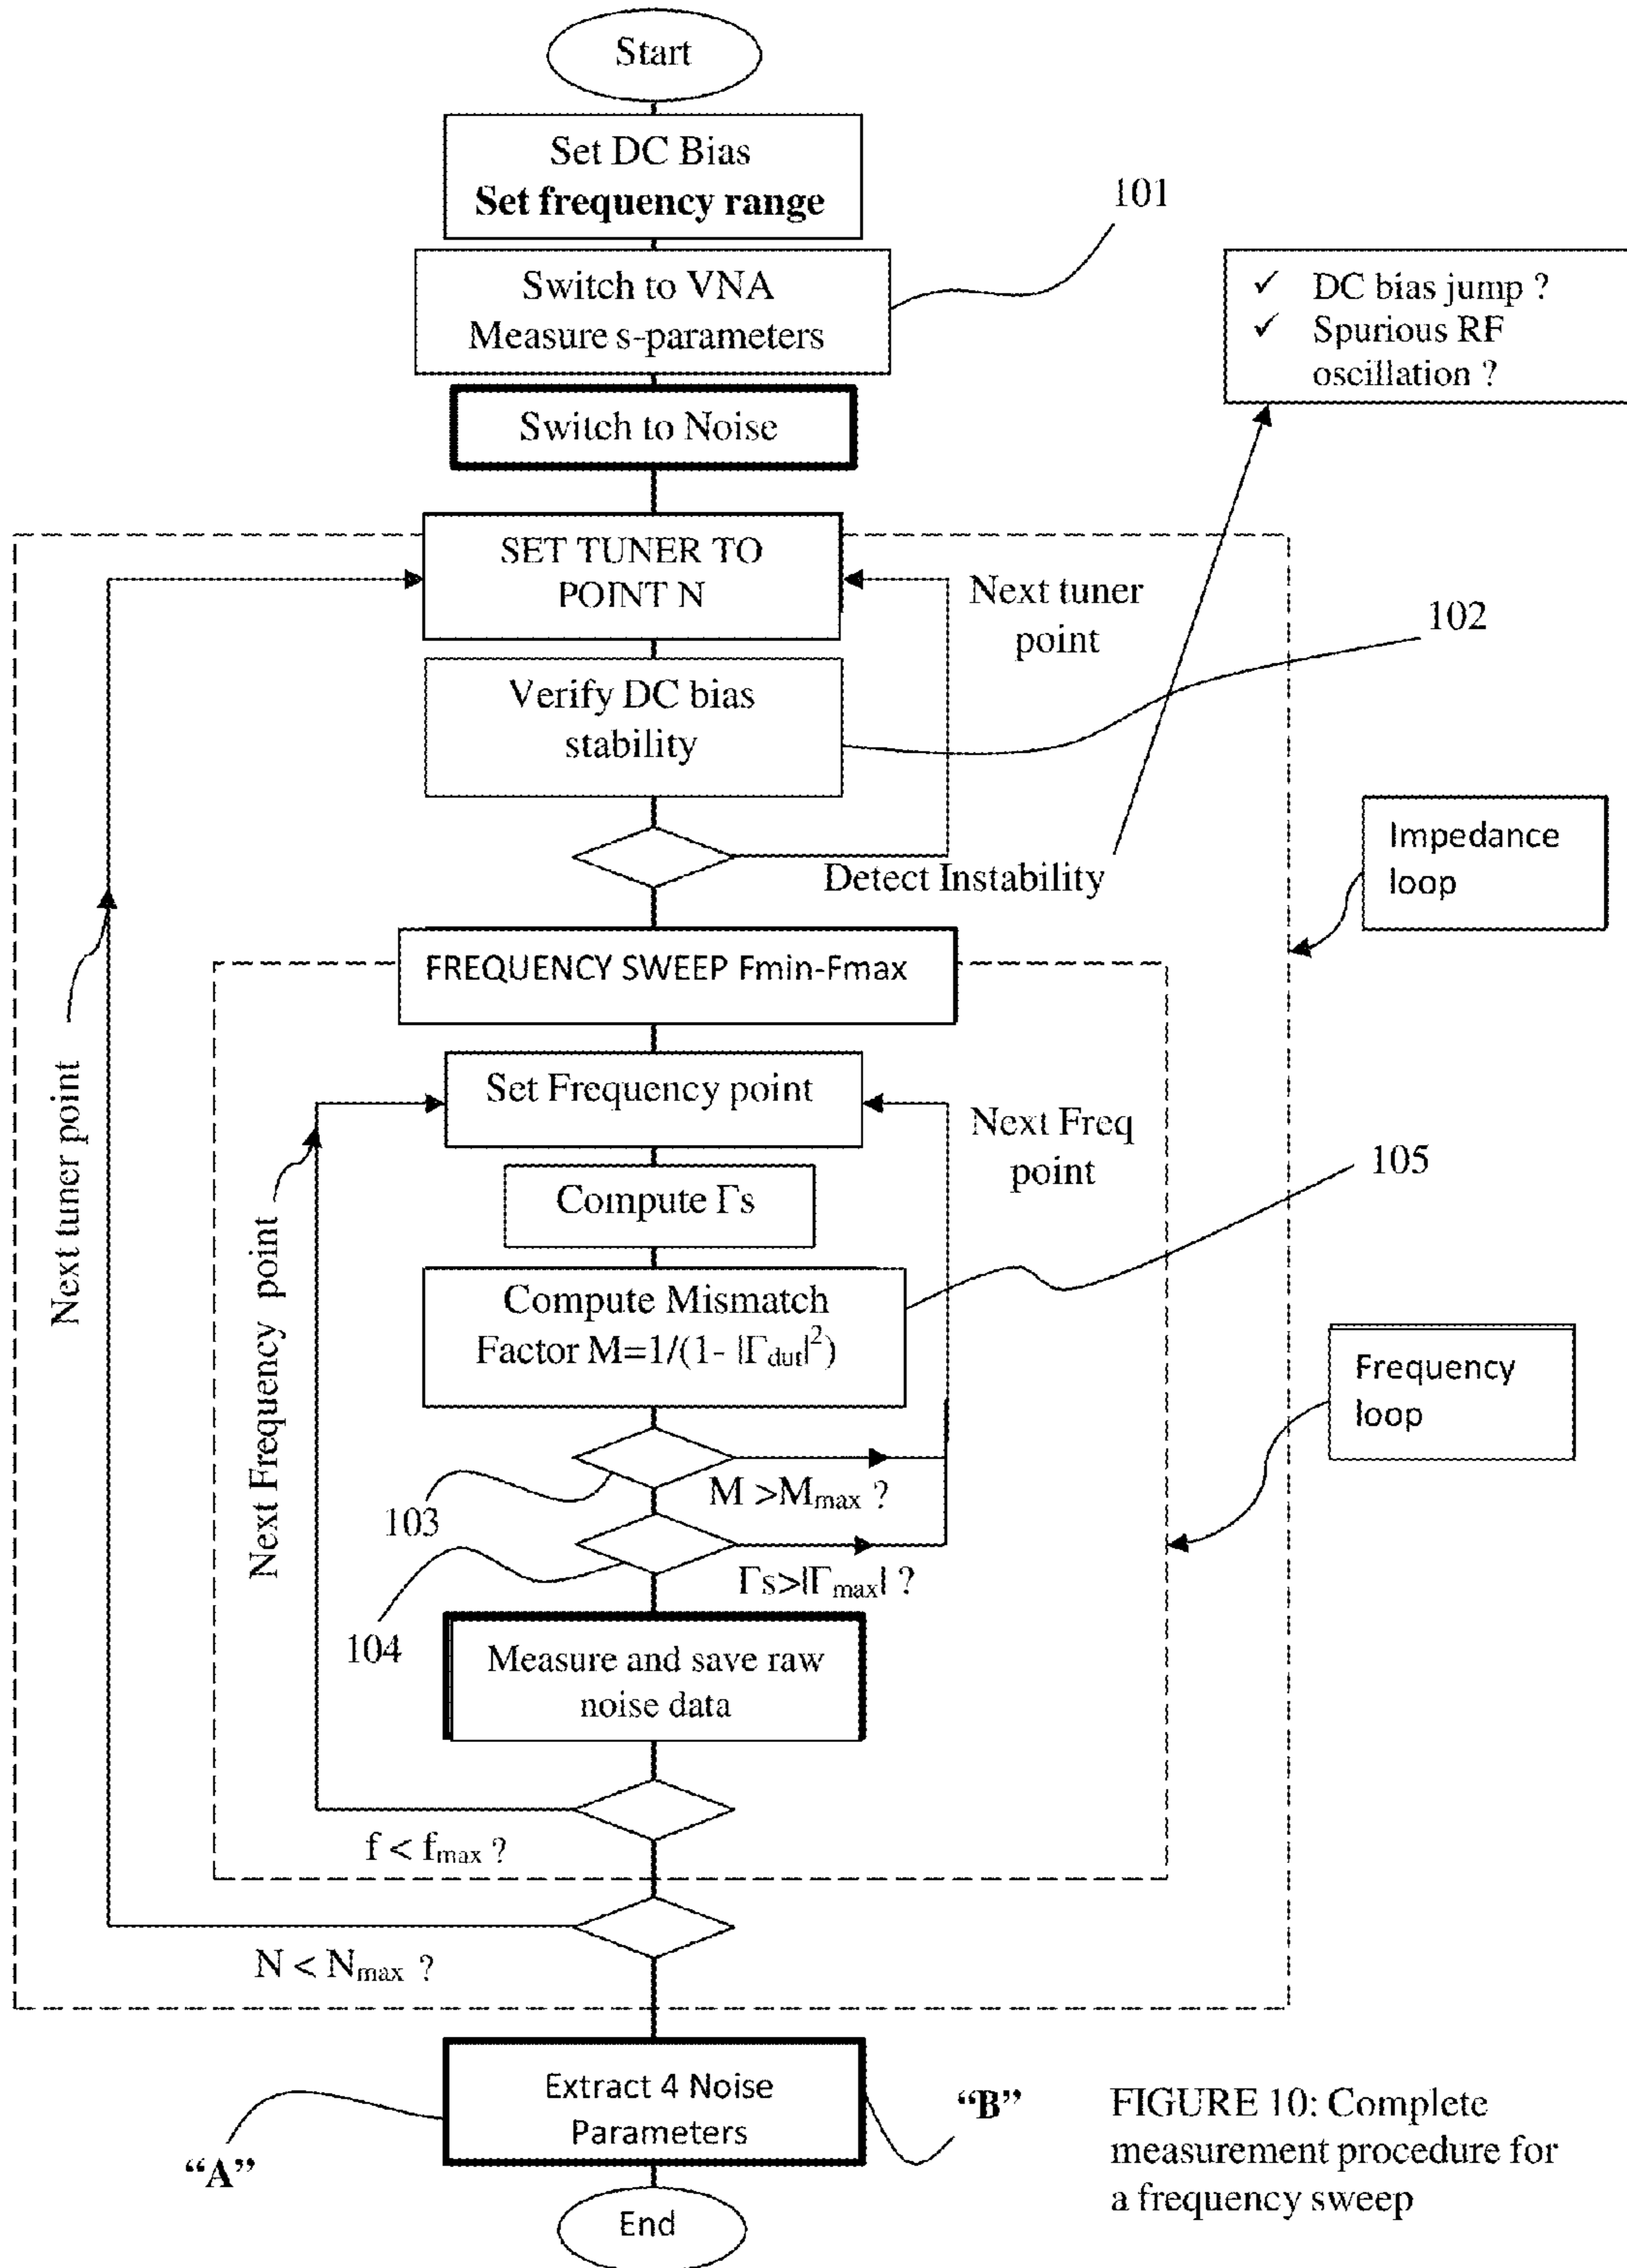 Start
Set DC Bias
Set frequency range
101
Switch to VNA
Measure s-parameters
✓ DC bias jump ?
✓ Spurious RF
oscillation ?
Switch to Noise
SET TUNER TO
POINT N
Next tuner
point
102
Verify DC bias
stability
Impedance
loop
Detect Instability
FREQUENCY SWEEP Fmin-Fmax
Next tuner point
Set Frequency point
Next Freq
point
105
Compute Γs
Next Frequency point
Compute Mismatch
Factor M=1/(1- |Γdut|²)
Frequency
loop
M >Mmax ?
103
Γs>|Γmax| ?
104
Measure and save raw
noise data
f < fmax ?
N < Nmax ?
Extract 4 Noise
Parameters
“A”
“B”
FIGURE 10: Complete
measurement procedure for
a frequency sweep
End